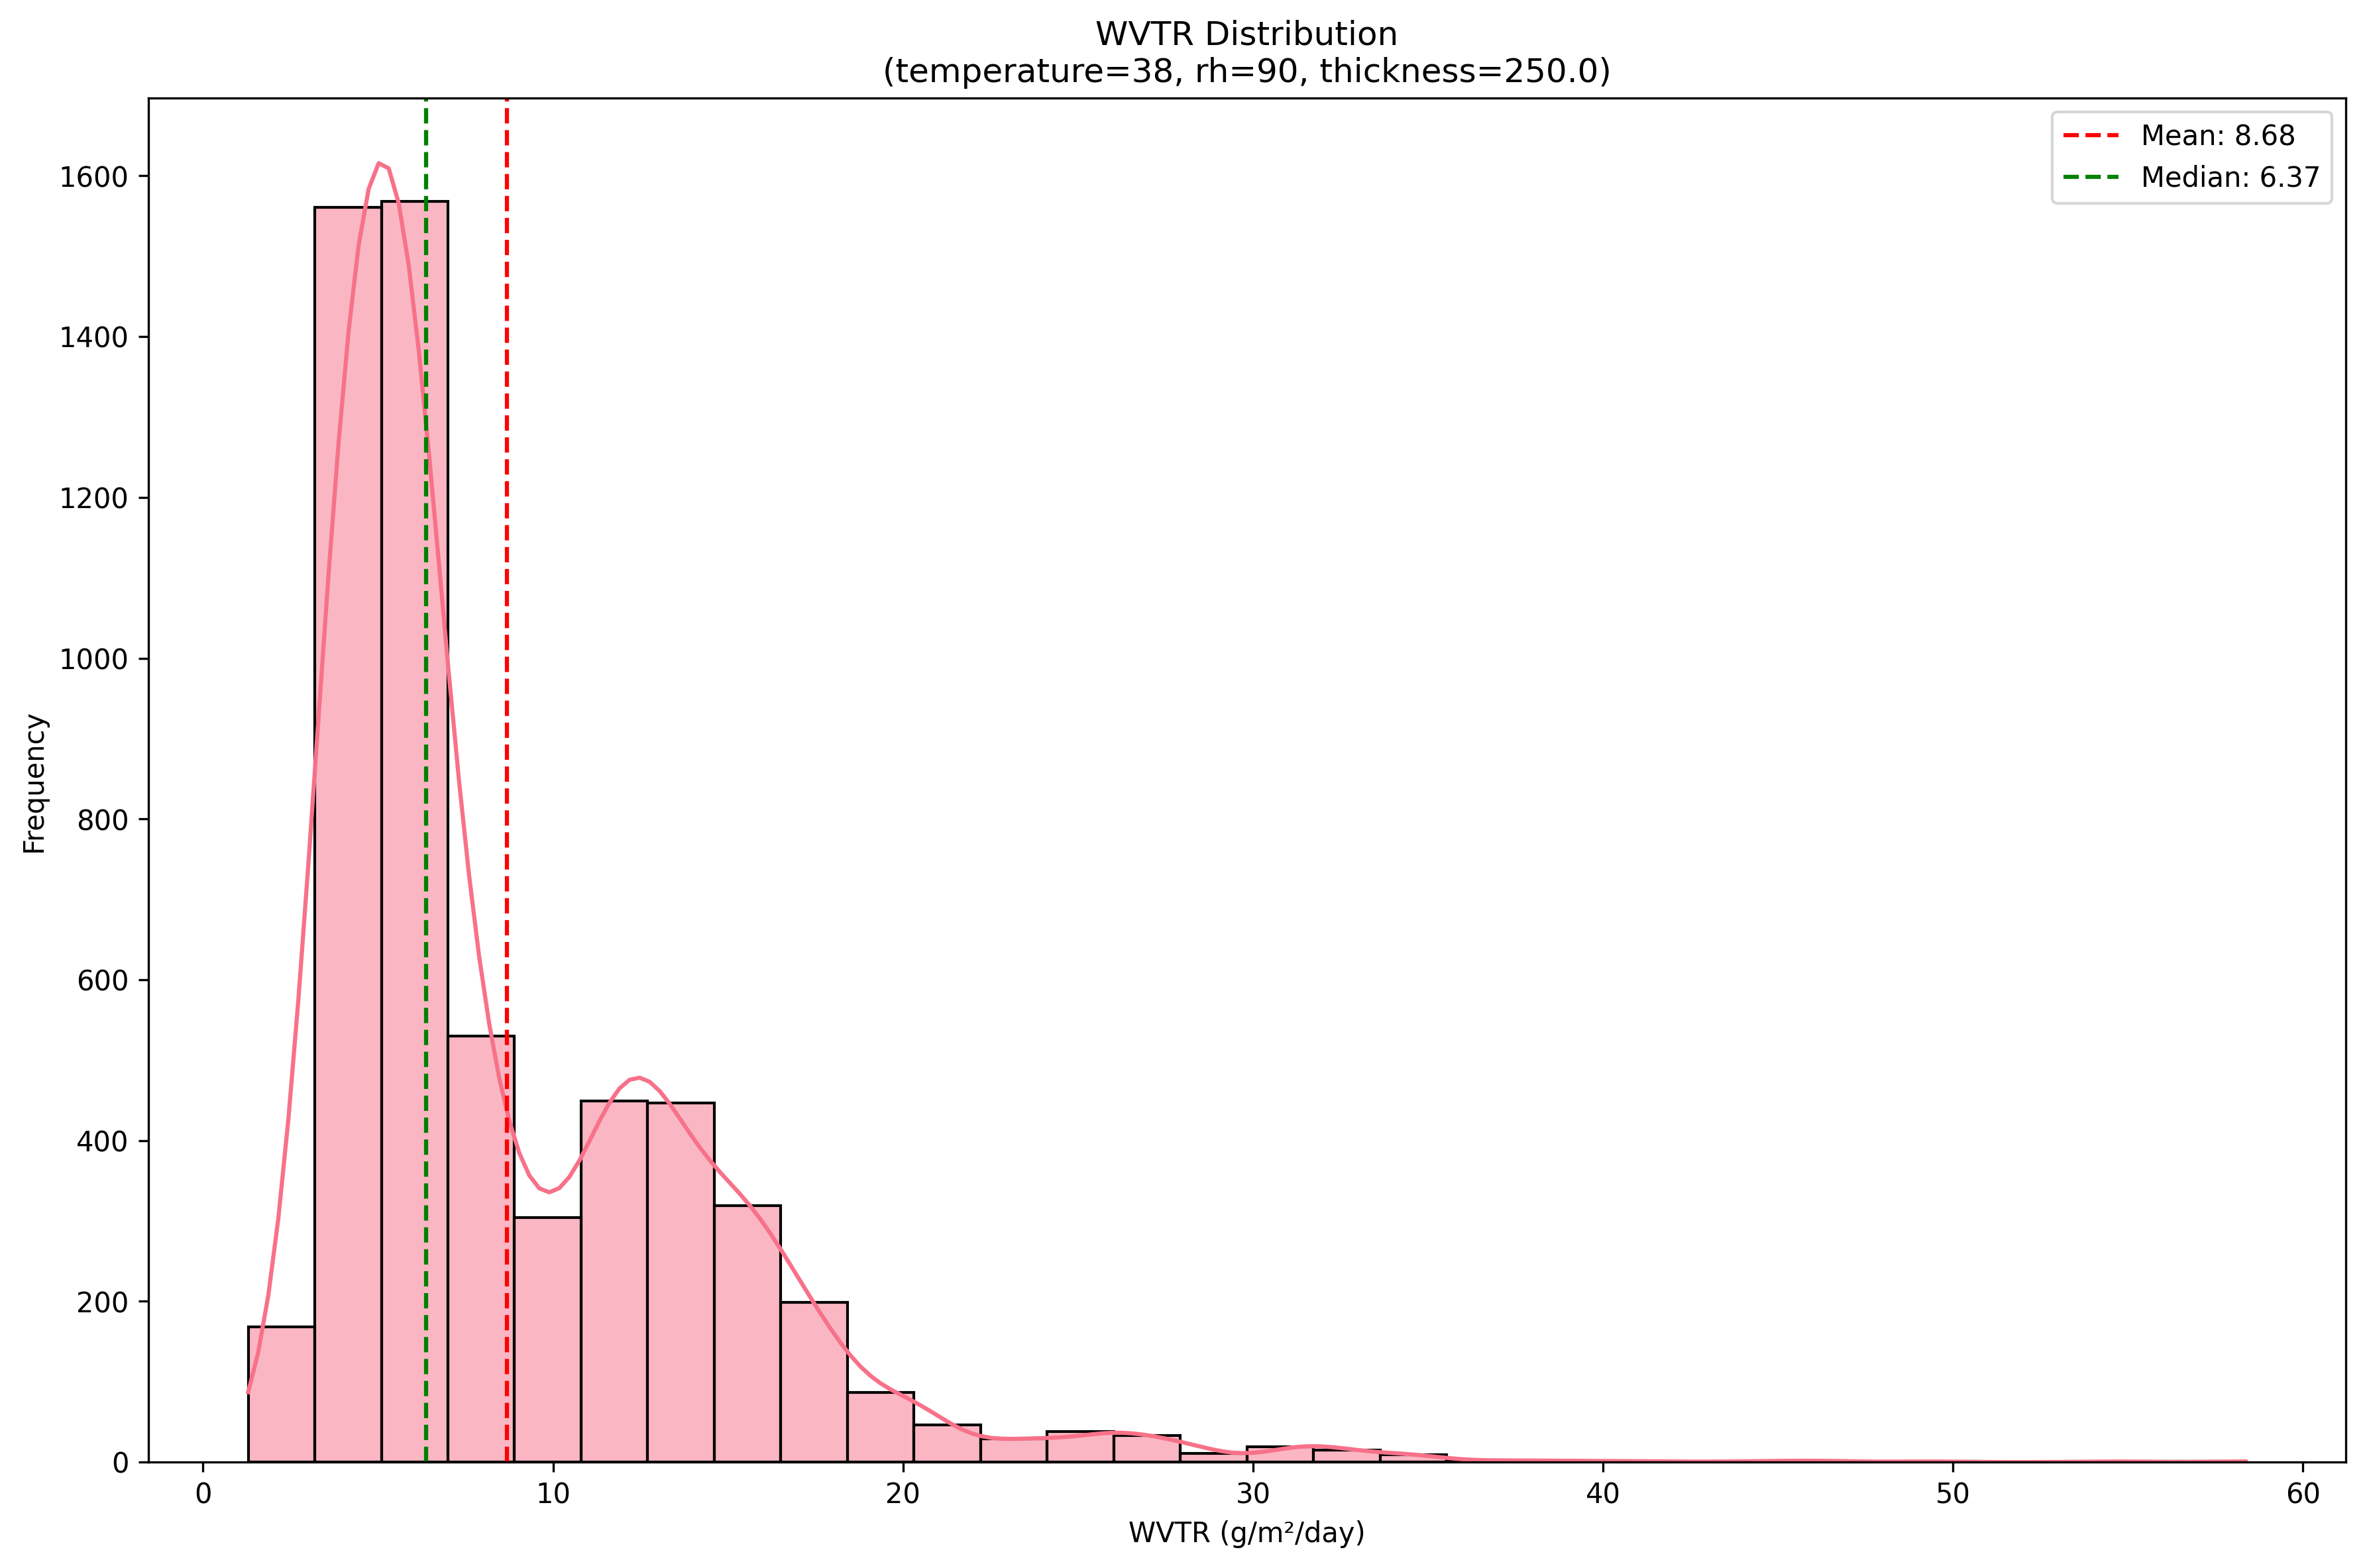 WVTR Distribution
(temperature=38, rh=90, thickness=250.0)
Mean: 8.68
Median: 6.37
1600
1400
1200
1000
800
600
400
200
0
Frequency
0
10
20
30
40
50
60
WVTR (g/m²/day)